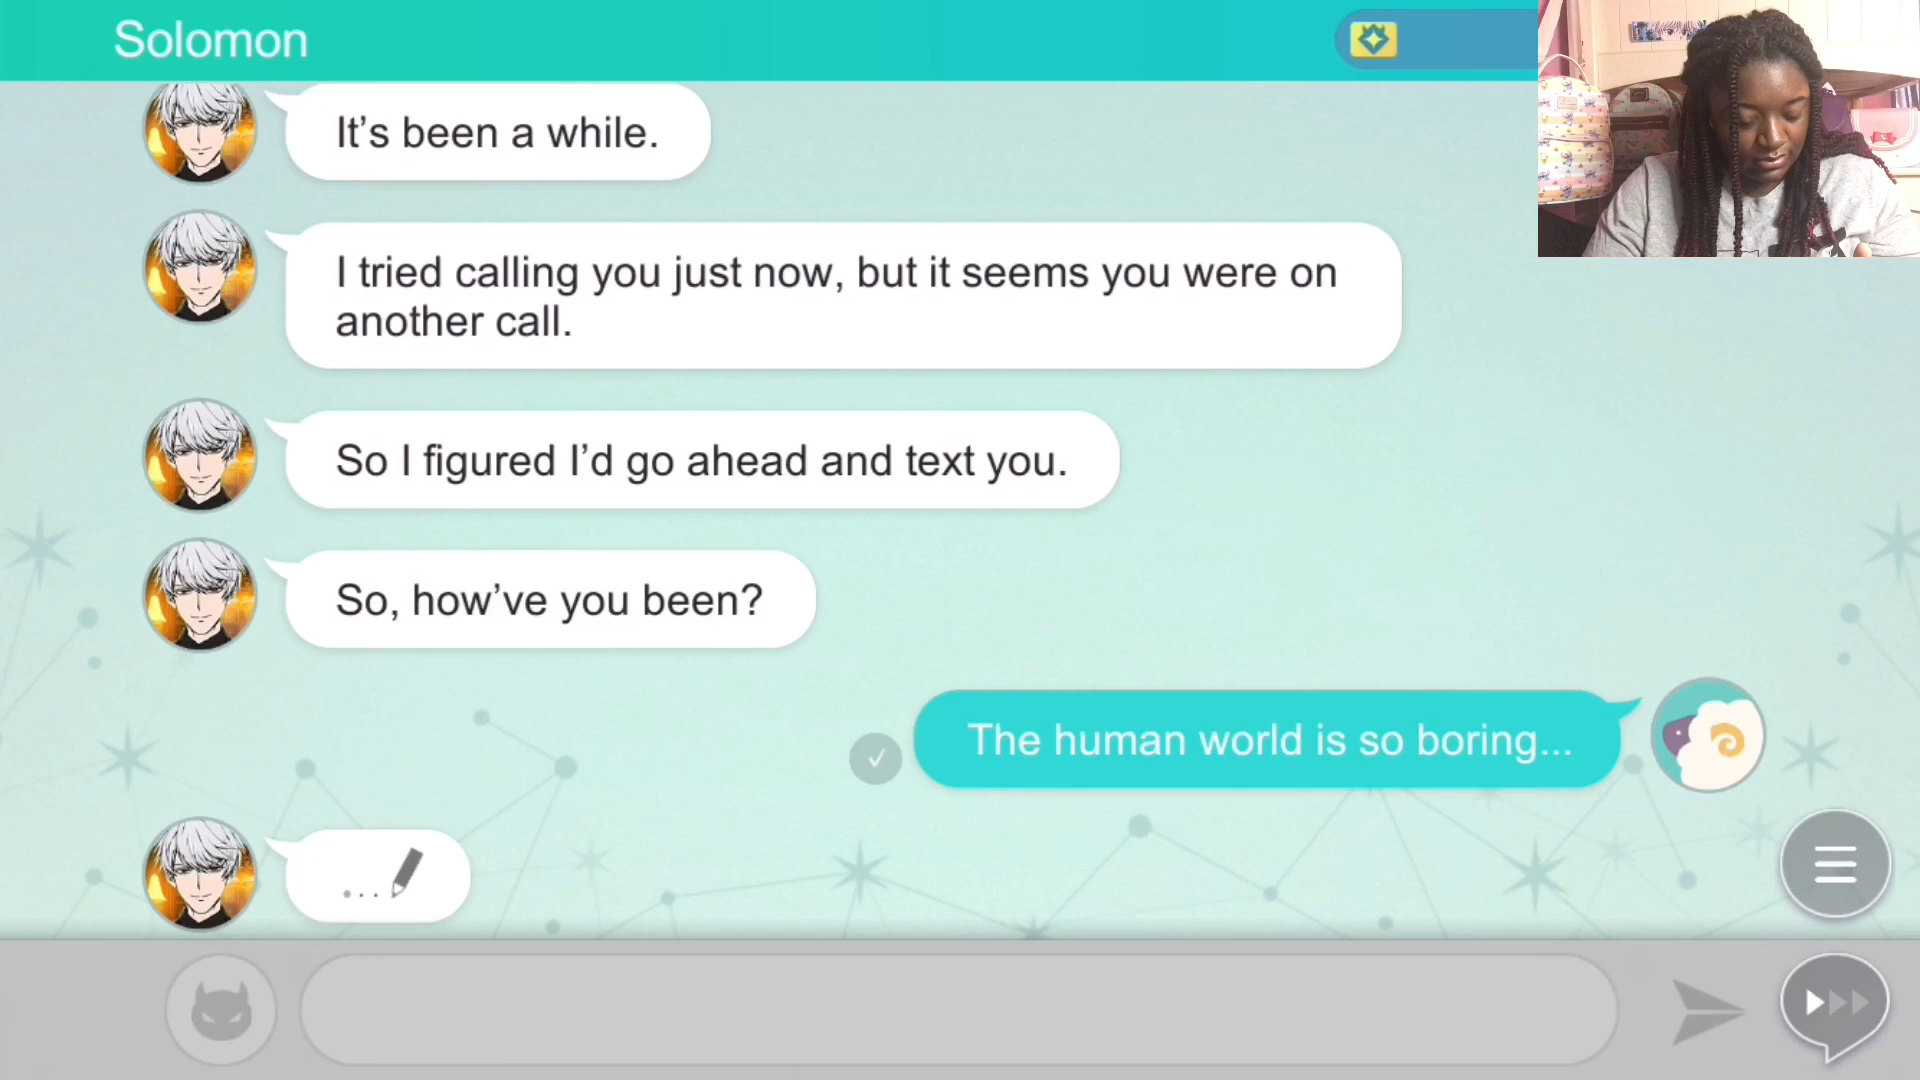 Solomon
It's been a while.
I tried calling you just now, but it seems you were on
another call.
So I figured I'd go ahead and text you.
So, how've you been?
The human world is so boring...
...